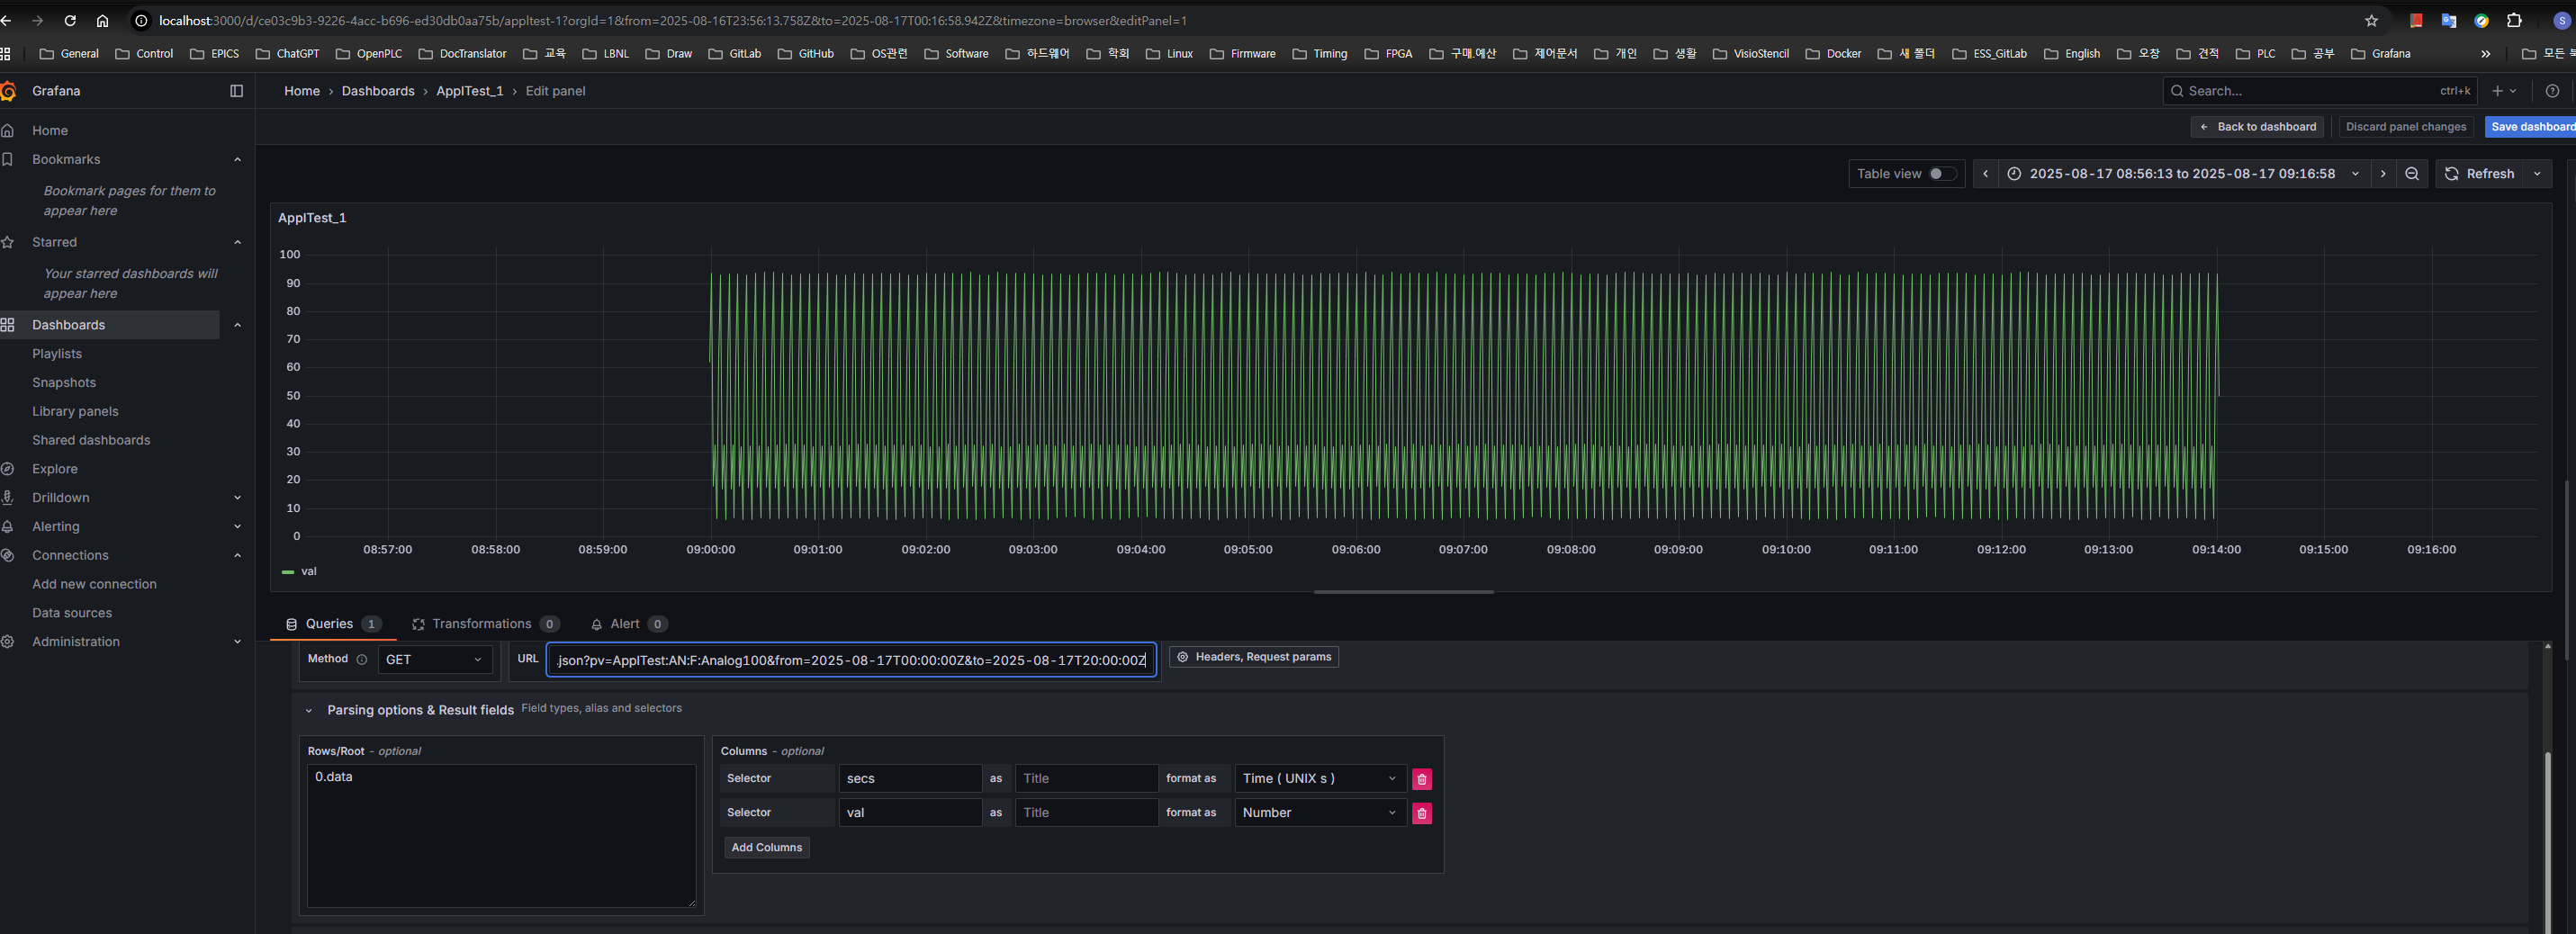 localhost:3000/d/ce03c9b3-9226-4acc-b696-ed30db0aa75b/appltest-1?orgId=1&from=2025-08-16T23:56:13.758Z&to=2025-08-17T00:16:58.942Z&timezone=browser&editPanel=1
S
General Control EPICS ChatGPT OpenPLC DocTranslator 교육 LBNL Draw GitLab GitHub OS관련 Software 하드웨어 학회 Linux Firmware Timing FPGA 구매.예산 제어문서 개인 생활 VisioStencil Docker 새 폴더 ESS_GitLab English 오창 견적 PLC 공부 Grafana » 모든 북
Grafana
Home › Dashboards › ApplTest_1 › Edit panel
Search... ctrl+k
Back to dashboard Discard panel changes Save dashboard
Home
Bookmarks
Bookmark pages for them to
appear here
Starred
Your starred dashboards will
appear here
Dashboards
Playlists
Snapshots
Library panels
Shared dashboards
Explore
Drilldown
Alerting
Connections
Add new connection
Data sources
Administration
Table view 2025-08-17 08:56:13 to 2025-08-17 09:16:58 Refresh
ApplTest_1
100
90
80
70
60
50
40
30
20
10
0
08:57:00 08:58:00 08:59:00 09:00:00 09:01:00 09:02:00 09:03:00 09:04:00 09:05:00 09:06:00 09:07:00 09:08:00 09:09:00 09:10:00 09:11:00 09:12:00 09:13:00 09:14:00 09:15:00 09:16:00
val
Queries 1 Transformations 0 Alert 0
Method GET URL .json?pv=ApplTest:AN:F:Analog100&from=2025-08-17T00:00:00Z&to=2025-08-17T20:00:00Z Headers, Request params
Parsing options & Result fields Field types, alias and selectors
Rows/Root - optional
0.data
Columns - optional
Selector secs as Title format as Time ( UNIX s )
Selector val as Title format as Number
Add Columns